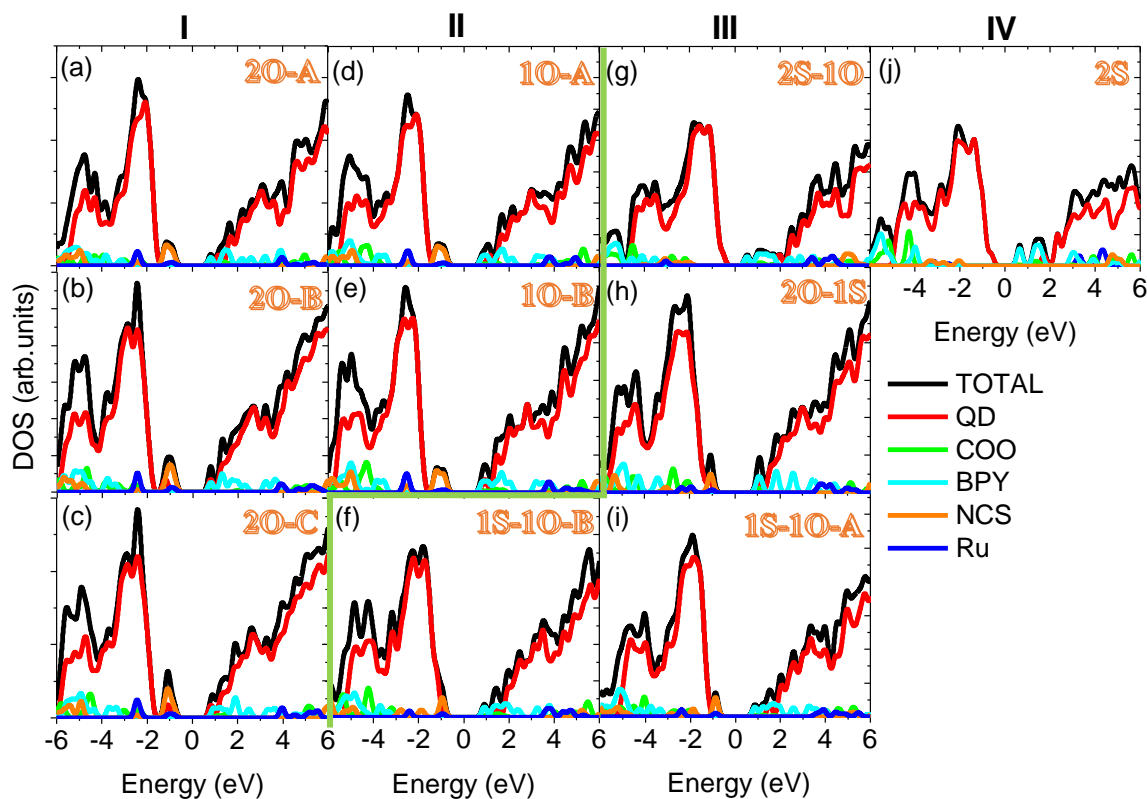 I II III IV
(a) 2O-A (d) 1O-A (g) 2S-1O (j) 2S
(b) 2O-B (e) 1O-B (h) 2O-1S
-4 -2 0 2 4 6
Energy (eV)
DOS (arb.units)
TOTAL
QD
COO
BPY
NCS
Ru
(c) 2O-C (f) 1S-1O-B (i) 1S-1O-A
-6 -4 -2 0 2 4 6 -4 -2 0 2 4 6 -4 -2 0 2 4 6
Energy (eV) Energy (eV) Energy (eV)